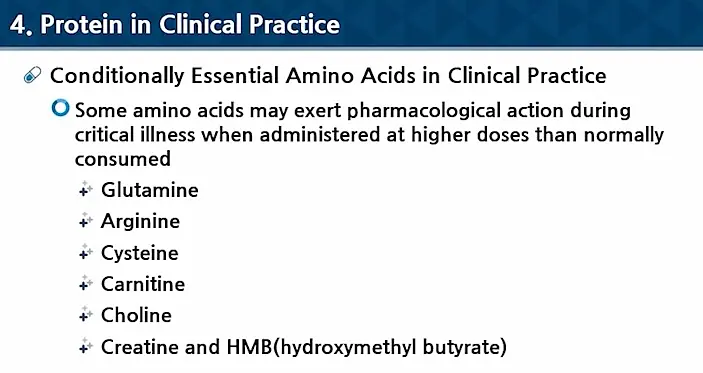 4. Protein in Clinical Practice
Conditionally Essential Amino Acids in Clinical Practice
Some amino acids may exert pharmacological action during
critical illness when administered at higher doses than normally
consumed
Glutamine
Arginine
Cysteine
Carnitine
Choline
Creatine and HMB(hydroxymethyl butyrate)